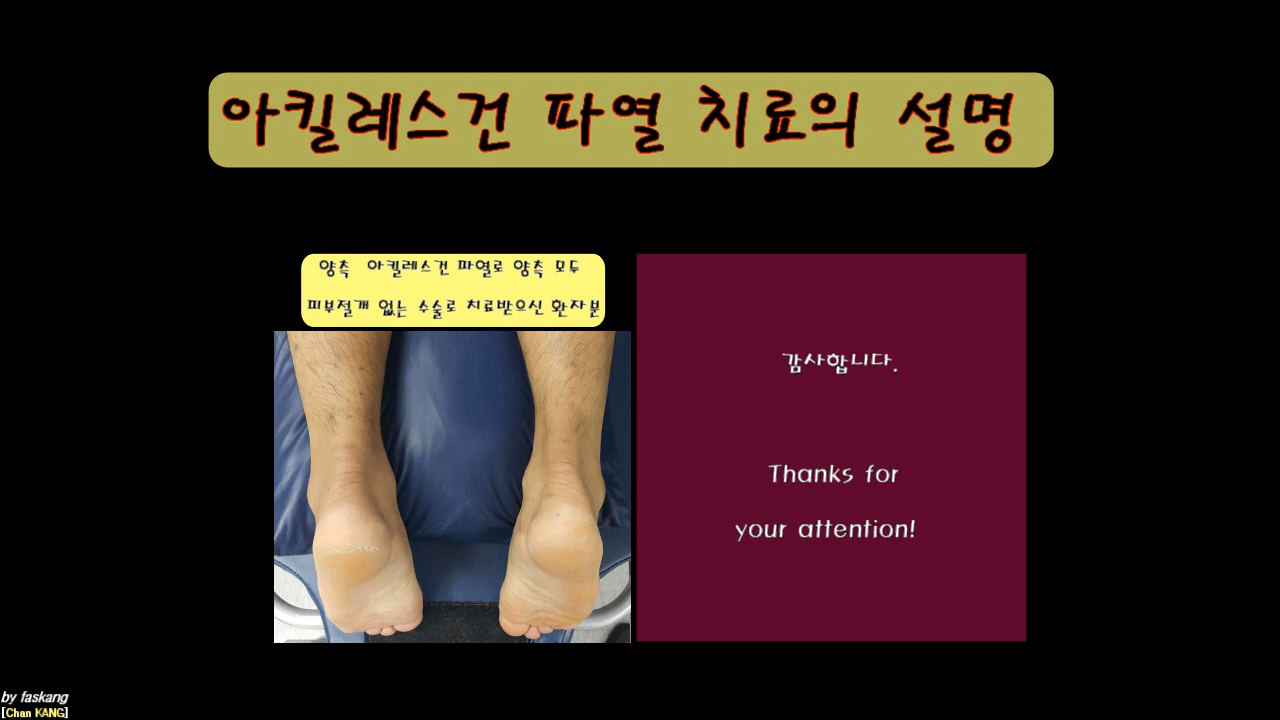 아킬레스건 파열 치료의 설명
양측 아킬레스건 파열로 양측 모두
피부절개 없는 수술로 치료받으신 환자분
감사합니다.
Thanks for
your attention!
by faskang
[Chan KANG]